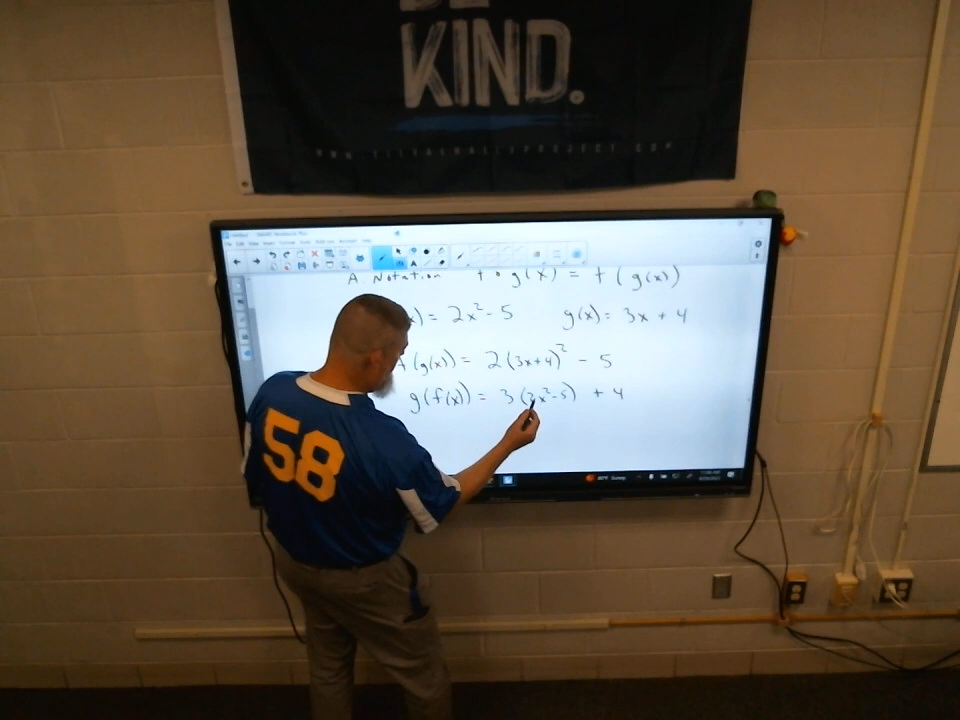 KIND.
A. Notation f o g(x) = f(g(x))
x) = 2x² - 5 g(x) = 3x + 4
f(g(x)) = 2(3x+4)² - 5
g(f(x)) = 3(2x²-5) + 4
58